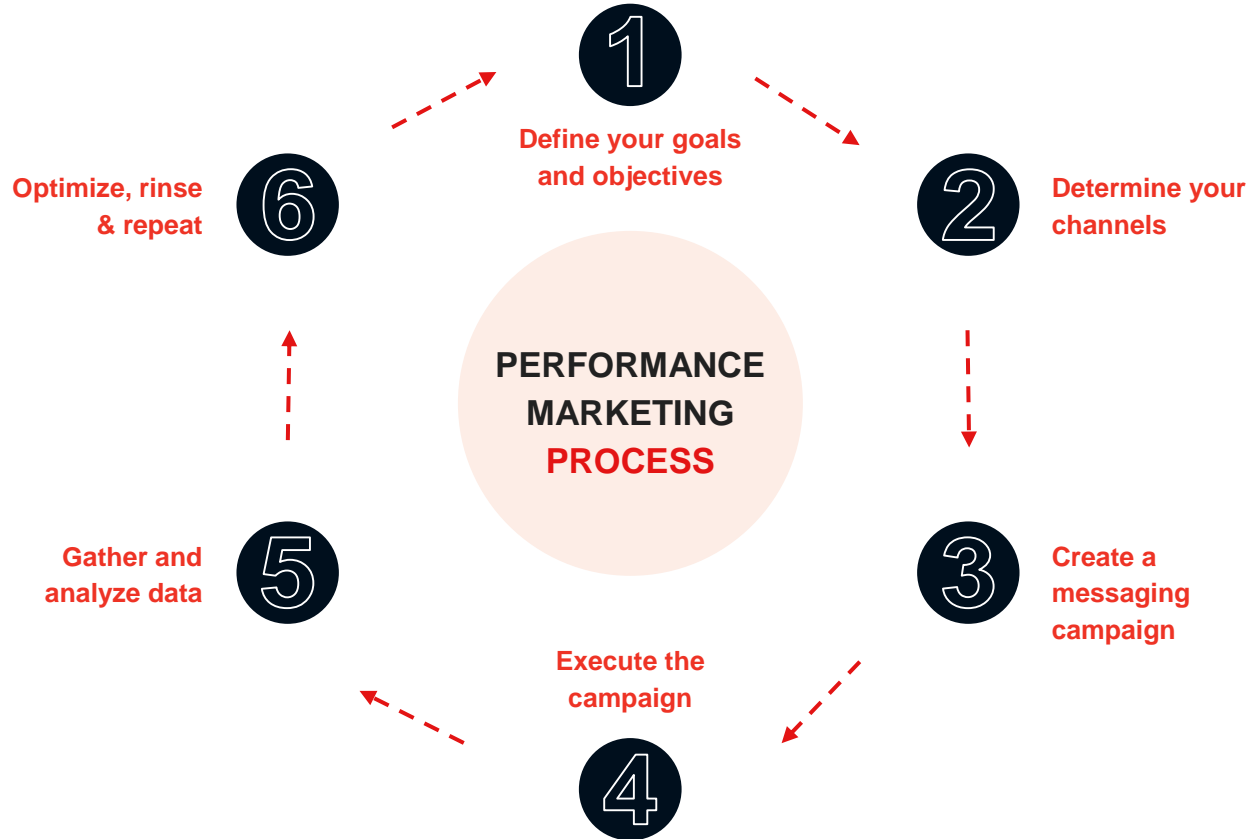 1
Define your goals
and objectives
2
Determine your
channels
3
Create a
messaging
campaign
Execute the
campaign
4
5
Gather and
analyze data
6
Optimize, rinse
& repeat
PERFORMANCE
MARKETING
PROCESS